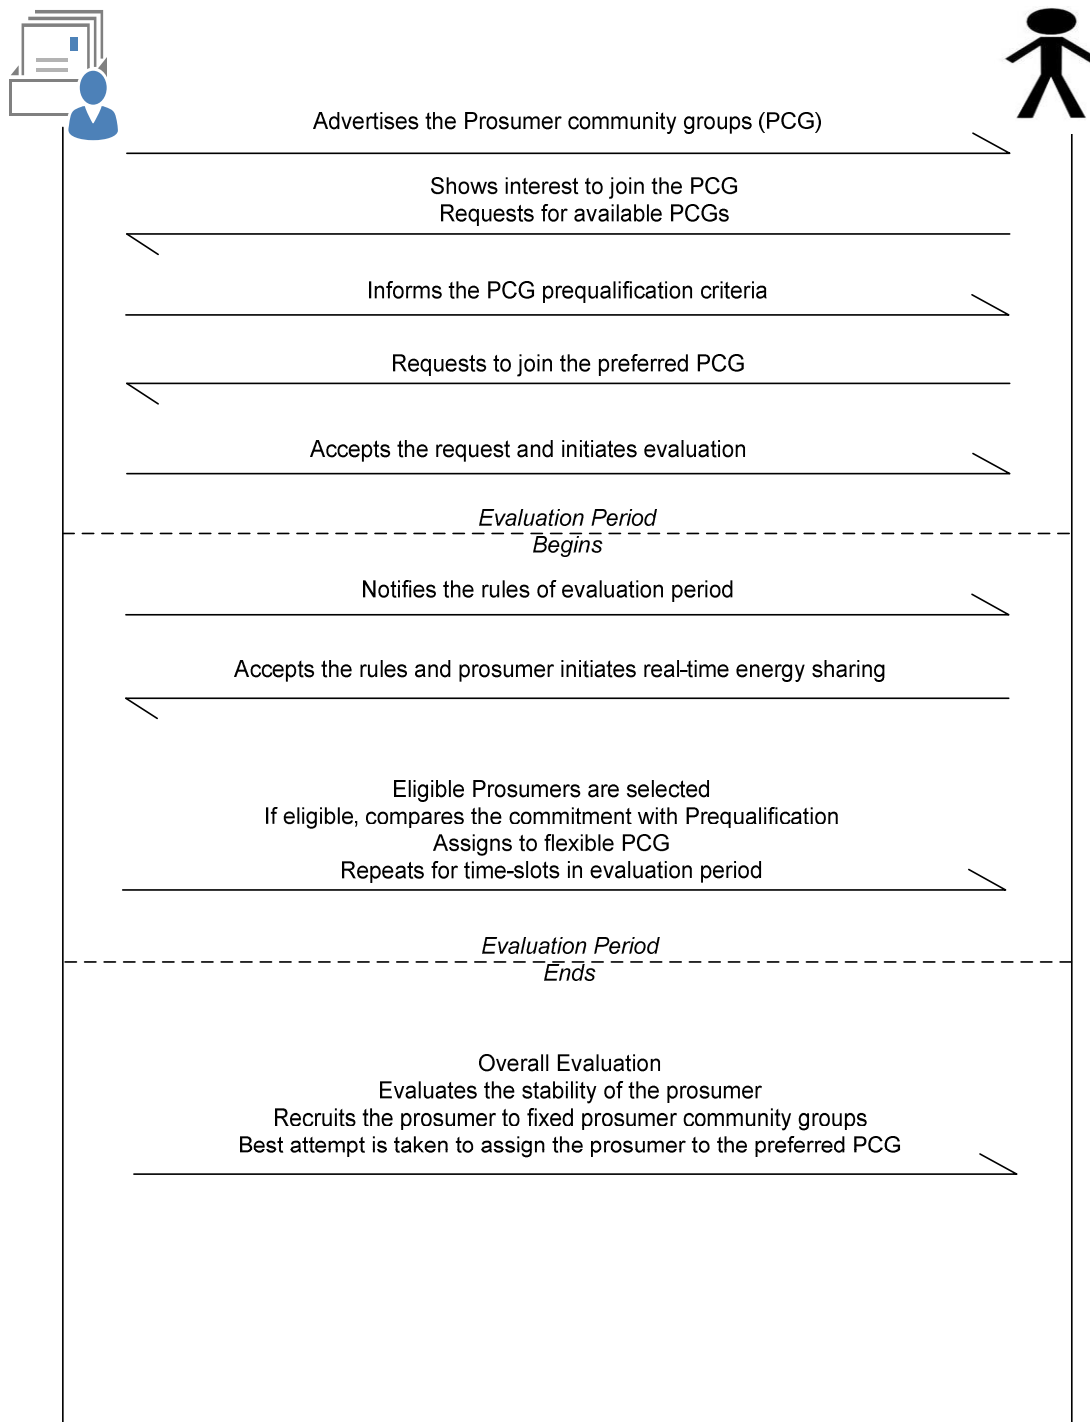 Advertises the Prosumer community groups (PCG)
Shows interest to join the PCG
Requests for available PCGs
Informs the PCG prequalification criteria
Requests to join the preferred PCG
Accepts the request and initiates evaluation
Evaluation Period
Begins
Notifies the rules of evaluation period
Accepts the rules and prosumer initiates real-time energy sharing
Eligible Prosumers are selected
If eligible, compares the commitment with Prequalification
Assigns to flexible PCG
Repeats for time-slots in evaluation period
Evaluation Period
Ends
Overall Evaluation
Evaluates the stability of the prosumer
Recruits the prosumer to fixed prosumer community groups
Best attempt is taken to assign the prosumer to the preferred PCG